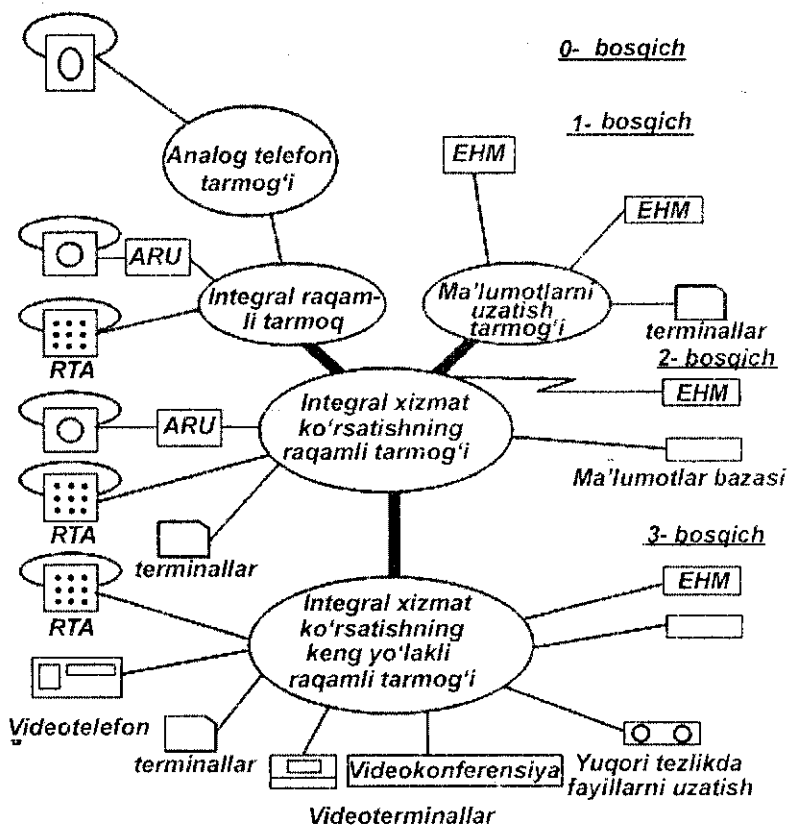 0- bosqich
1- bosqich
Analog telefon
tarmog‘i
EHM
EHM
ARU
Integral raqam-
li tarmoq
Ma’lumotlarni
uzatish
tarmog‘i
terminallar
RTA
2- bosqich
Integral xizmat
ko‘rsatishning
raqamli tarmog‘i
EHM
ARU
Ma’lumotlar bazasi
RTA
terminallar
3- bosqich
RTA
Integral xizmat
ko‘rsatishning
keng yo‘lakli
raqamli tarmog‘i
EHM
Videotelefon
terminallar
Videokonferensiya
Yuqori tezlikda
fayillarni uzatish
Videoterminallar